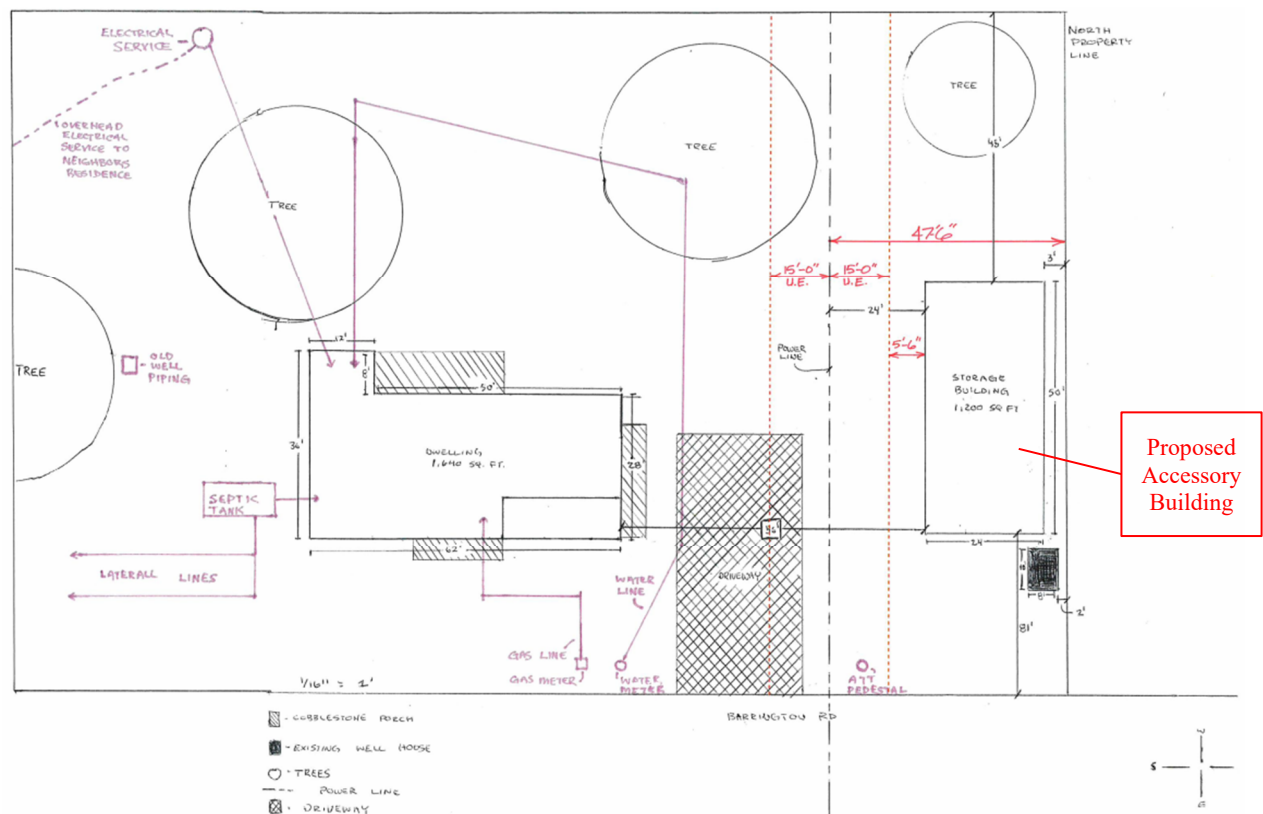 ELECTRICAL
SERVICE
OVERHEAD
ELECTRICAL
SERVICE TO
NEIGHBORS
RESIDENCE
TREE
TREE
TREE
NORTH
PROPERTY
LINE
45'
47'6"
15'-0"
U.E.
15'-0"
U.E.
3'
24'
5'-6"
POWER
LINE
TREE
OLD
WELL
PIPING
12'
8'
50'
36'
DWELLING
1,640 SQ. FT.
28'
62'
STORAGE
BUILDING
1,200 SQ FT
50'
24'
Proposed
Accessory
Building
SEPTIC
TANK
LATERALL LINES
DRIVEWAY
WATER
LINE
8'
2'
81'
GAS LINE
GAS METER
WATER
METER
ATT
PEDESTAL
1/16" = 1'
BARRINGTON RD
- COBBLESTONE PORCH
- EXISTING WELL HOUSE
- TREES
POWER LINE
- DRIVEWAY
S
E